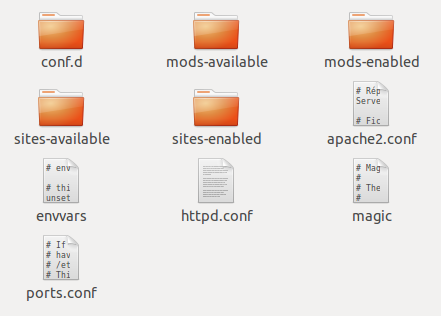 conf.d
mods-available
mods-enabled
sites-available
sites-enabled
# Rép
Serve
# Fic
apache2.conf
# env
# thi
unset
envvars
httpd.conf
# Mag
#
# The
#
magic
# If
# hav
# /et
# Thi
ports.conf